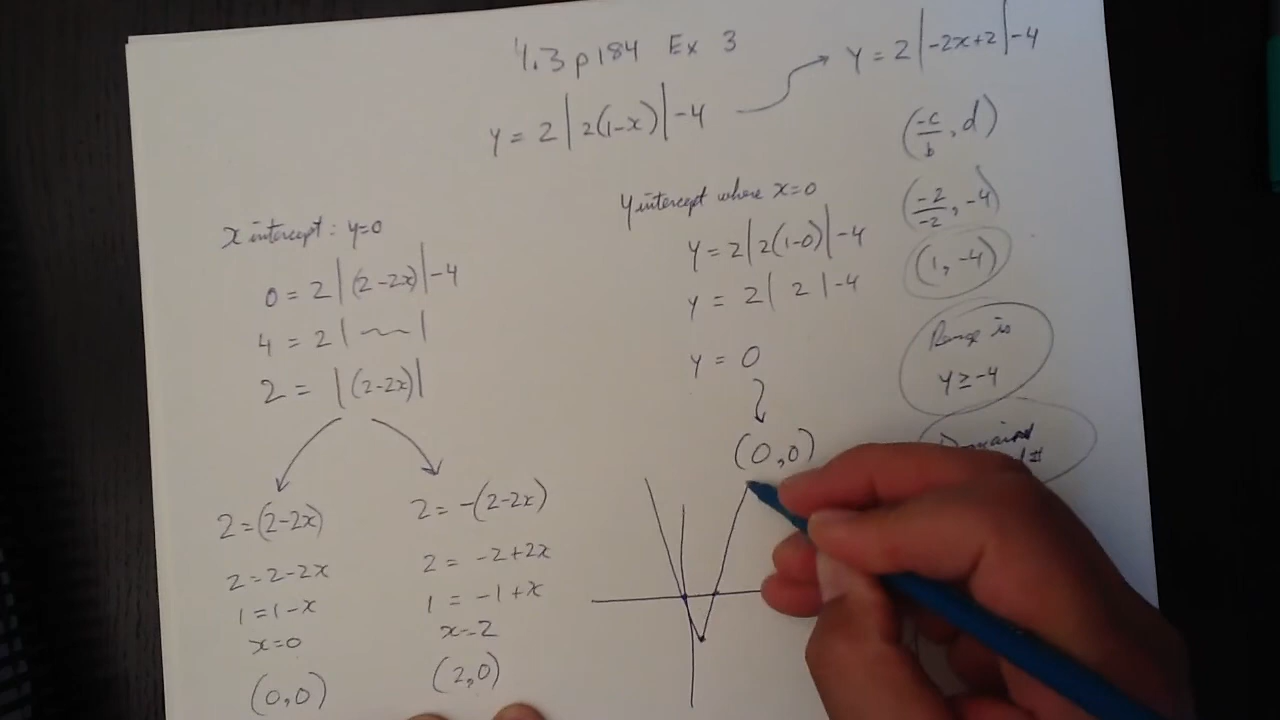 4.3 p184 Ex 3
y = 2|2(1-x)|-4
y = 2|-2x+2|-4
x intercept: y=0
0 = 2|(2-2x)|-4
4 = 2|~~|
2 = |(2-2x)|
2=(2-2x)
2=2-2x
1=1-x
x=0
(0,0)
2=-(2-2x)
2 = -2+2x
1 = -1+x
x=2
(2,0)
y intercept where x=0
y = 2|2(1-0)|-4
y = 2| 2 |-4
y = 0
(0,0)
(-c/b, d)
(-2/-2, -4)
(1, -4)
Range is
y ≥ -4
Domain